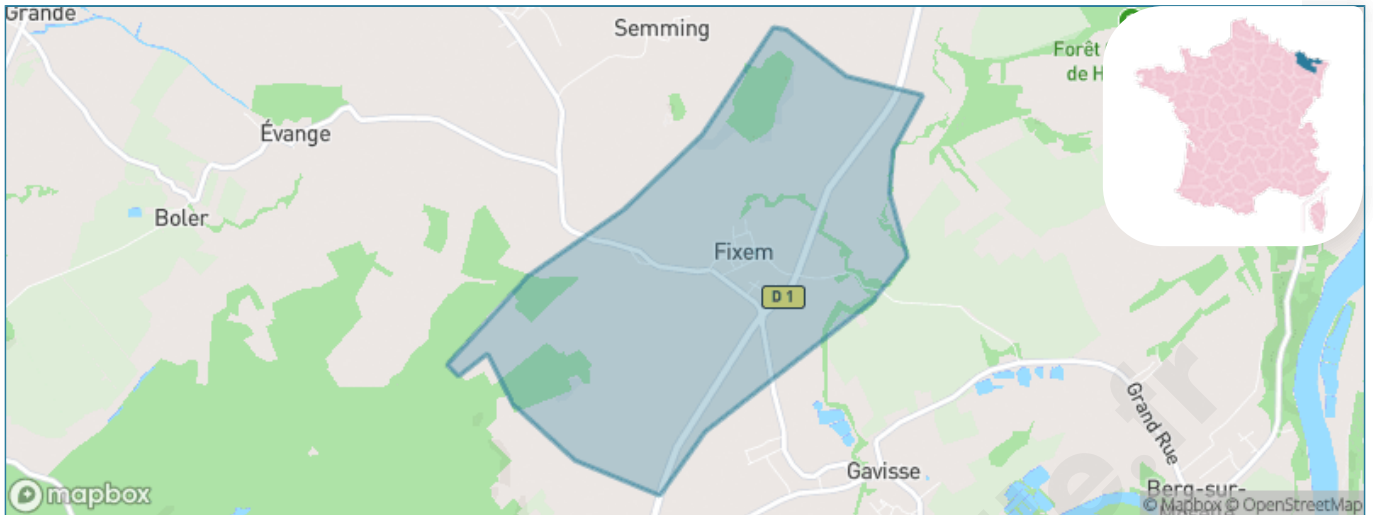 Grande
Semming
Forêt
de H
Évange
Boler
Fixem
D 1
Grand Rue
Gavisse
Berg-sur-
mapbox
© Mapbox © OpenStreetMap